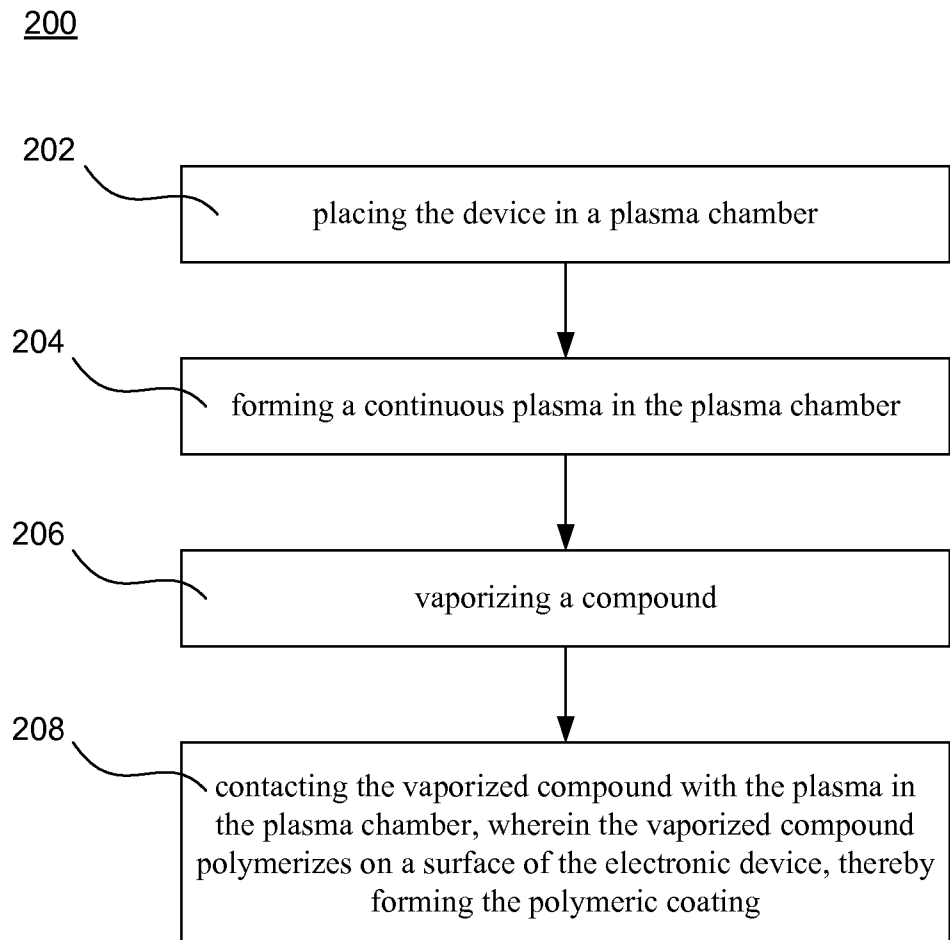 200
202
placing the device in a plasma chamber
204
forming a continuous plasma in the plasma chamber
206
vaporizing a compound
208
contacting the vaporized compound with the plasma in
the plasma chamber, wherein the vaporized compound
polymerizes on a surface of the electronic device, thereby
forming the polymeric coating